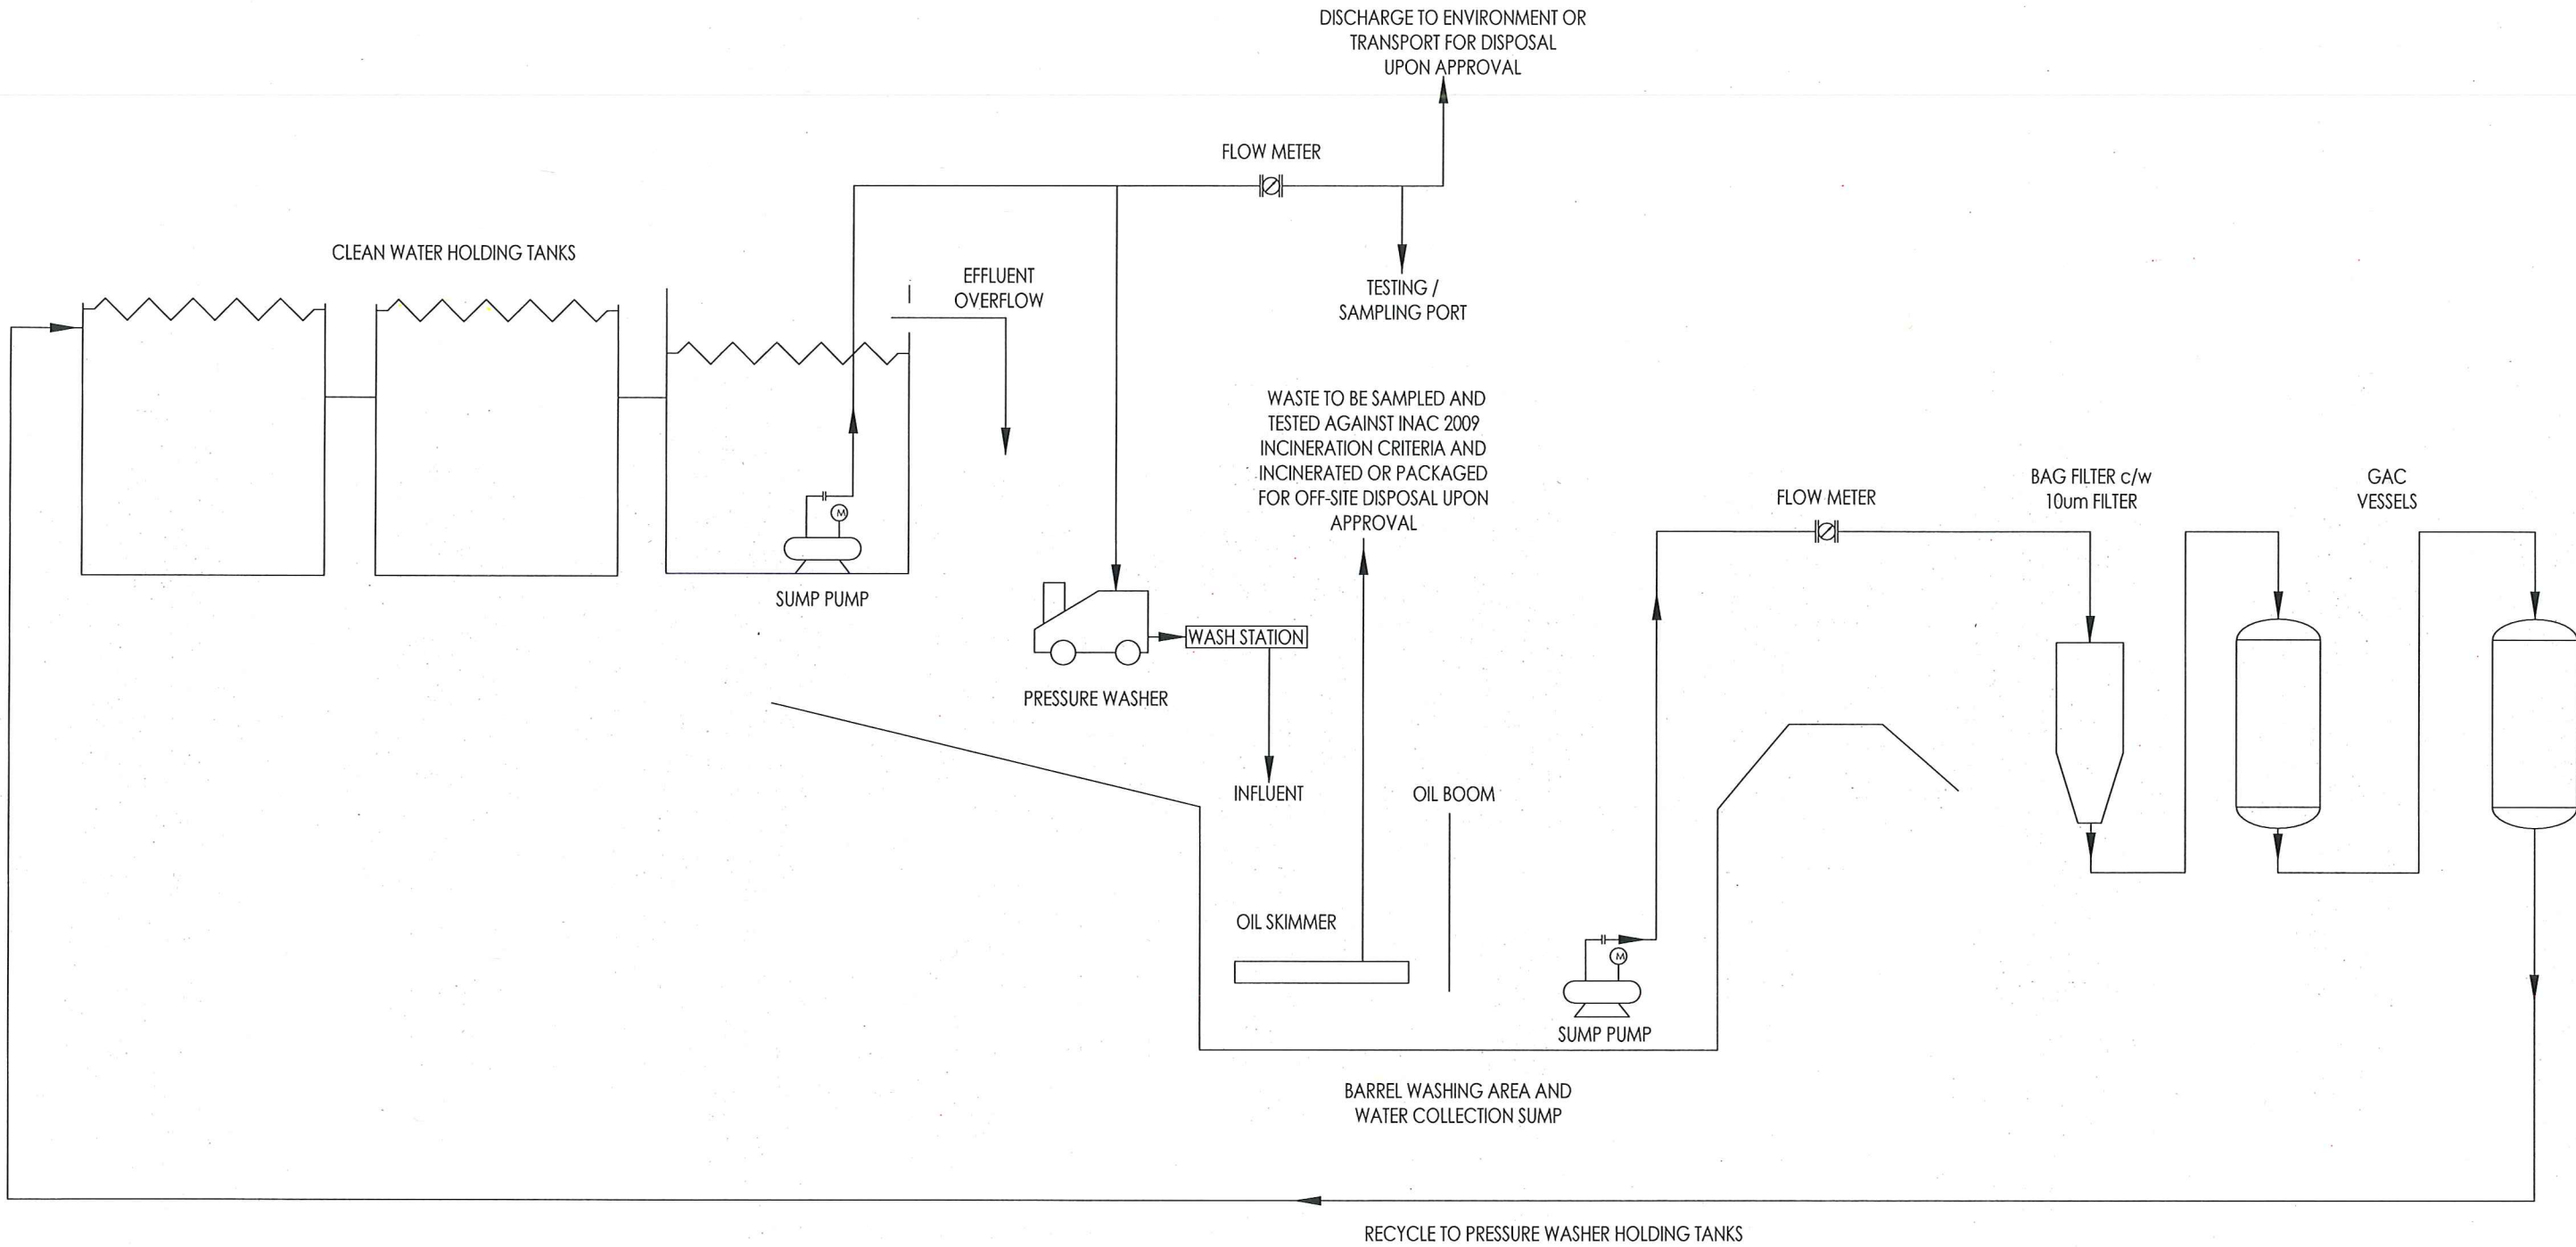 DISCHARGE TO ENVIRONMENT OR
TRANSPORT FOR DISPOSAL
UPON APPROVAL
FLOW METER
CLEAN WATER HOLDING TANKS
EFFLUENT
OVERFLOW
TESTING /
SAMPLING PORT
WASTE TO BE SAMPLED AND
TESTED AGAINST INAC 2009
INCINERATION CRITERIA AND
INCINERATED OR PACKAGED
FOR OFF-SITE DISPOSAL UPON
APPROVAL
FLOW METER
BAG FILTER c/w
10um FILTER
GAC
VESSELS
M
SUMP PUMP
WASH STATION
PRESSURE WASHER
INFLUENT
OIL BOOM
OIL SKIMMER
M
SUMP PUMP
BARREL WASHING AREA AND
WATER COLLECTION SUMP
RECYCLE TO PRESSURE WASHER HOLDING TANKS